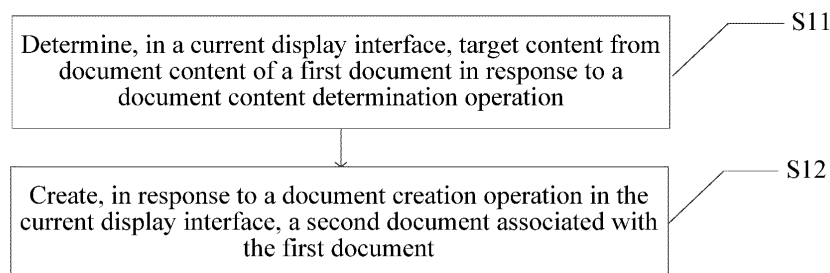 S11
Determine, in a current display interface, target content from
document content of a first document in response to a
document content determination operation
S12
Create, in response to a document creation operation in the
current display interface, a second document associated with
the first document